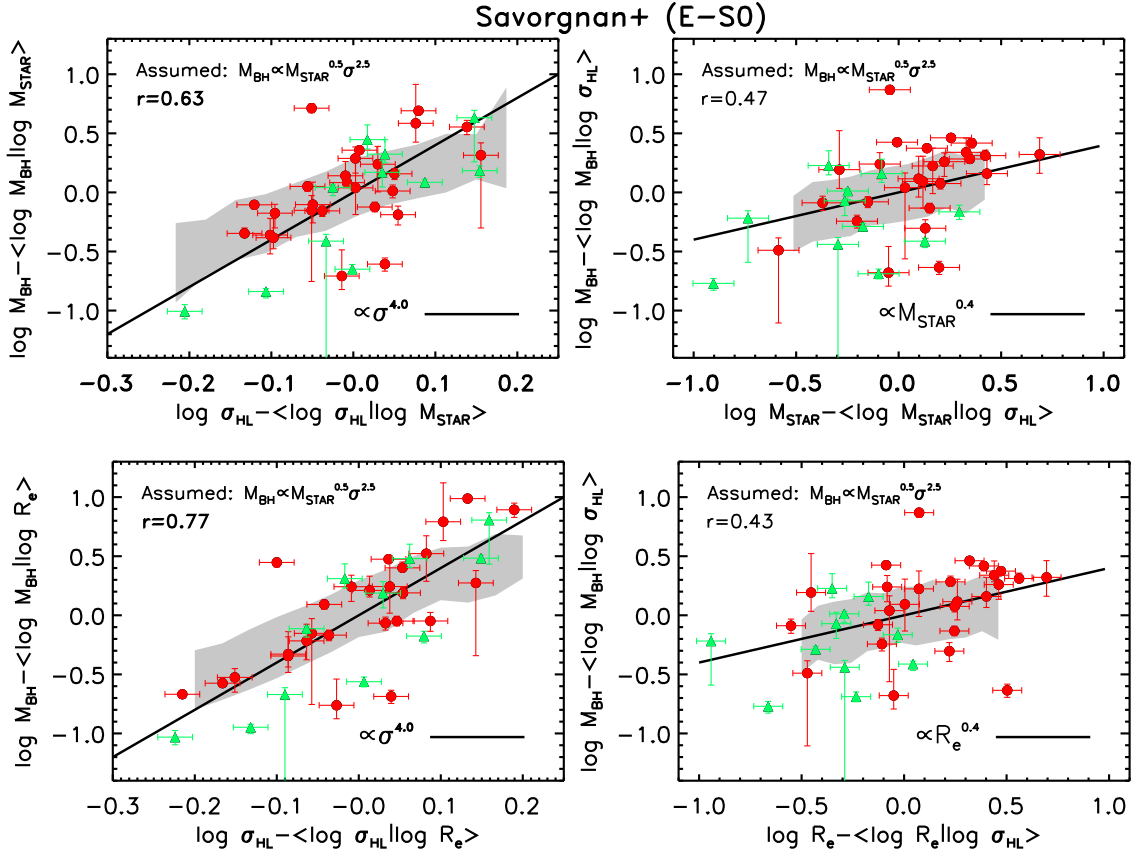 Savorgnan+ (E-S0)
log M_BH-<log M_BH|log M_STAR>
1.0
0.5
0.0
-0.5
-1.0
Assumed: M_BH∝M_STAR^0.5σ^2.5
r=0.63
∝σ^4.0
-0.3 -0.2 -0.1 -0.0 0.1 0.2
log σ_HL-<log σ_HL|log M_STAR>
log M_BH-<log M_BH|log σ_HL>
1.0
0.5
0.0
-0.5
-1.0
Assumed: M_BH∝M_STAR^0.5σ^2.5
r=0.47
∝M_STAR^0.4
-1.0 -0.5 0.0 0.5 1.0
log M_STAR-<log M_STAR|log σ_HL>
log M_BH-<log M_BH|log R_e>
1.0
0.5
0.0
-0.5
-1.0
Assumed: M_BH∝M_STAR^0.5σ^2.5
r=0.77
∝σ^4.0
-0.3 -0.2 -0.1 -0.0 0.1 0.2
log σ_HL-<log σ_HL|log R_e>
log M_BH-<log M_BH|log σ_HL>
1.0
0.5
0.0
-0.5
-1.0
Assumed: M_BH∝M_STAR^0.5σ^2.5
r=0.43
∝R_e^0.4
-1.0 -0.5 0.0 0.5 1.0
log R_e-<log R_e|log σ_HL>